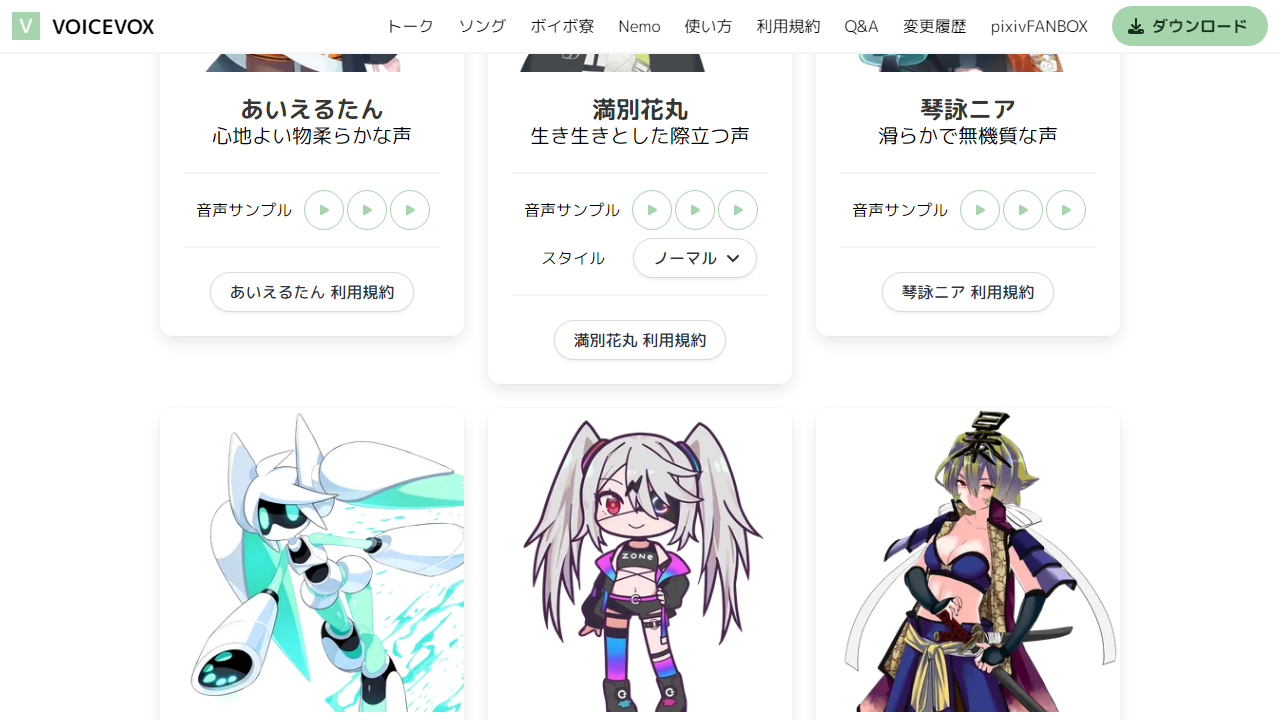 V VOICEVOX トーク ソング ボイボ寮 Nemo 使い方 利用規約 Q&A 変更履歴 pixivFANBOX ダウンロード
あいえるたん
心地よい物柔らかな声
音声サンプル
あいえるたん 利用規約
満別花丸
生き生きとした際立つ声
音声サンプル
スタイル ノーマル
満別花丸 利用規約
琴詠ニア
滑らかで無機質な声
音声サンプル
琴詠ニア 利用規約
ZONe
暴